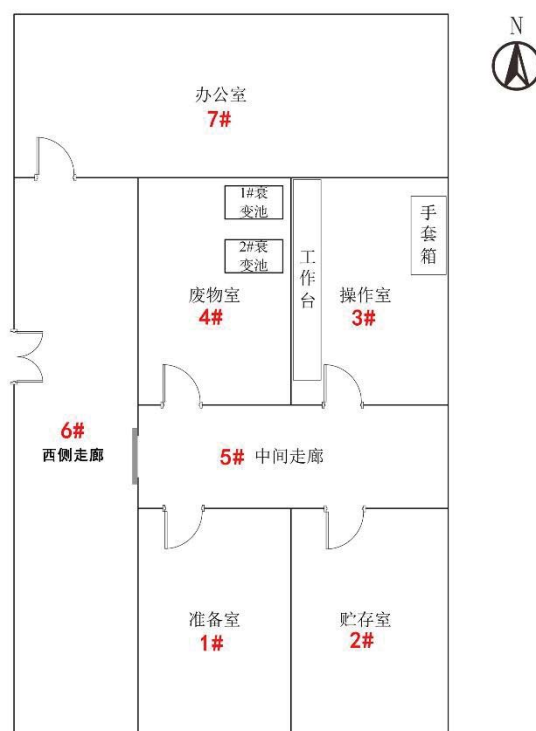 N
办公室
7#
1#衰
变池
2#衰
变池
工作台
手套箱
废物室
4#
操作室
3#
6#
西侧走廊
5# 中间走廊
准备室
1#
贮存室
2#